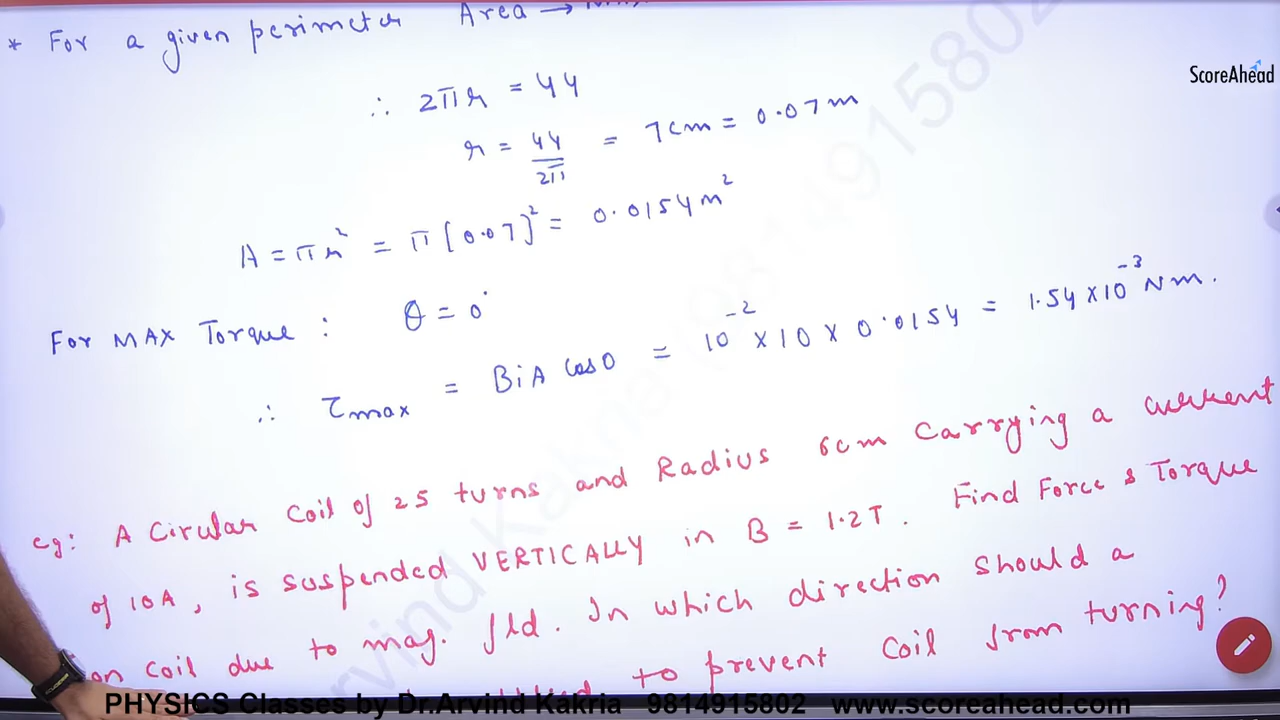 * For a given perimeter Area →
ScoreAhead
∴ 2πr = 44
r = 44/2π = 7cm = 0.07m
A = πr² = π[0.07]² = 0.0154m²
For MAX Torque : θ = 0°
∴ τmax = BiA cos0 = 10⁻² × 10 × 0.0154 = 1.54×10⁻³ Nm.
eg: A Cirular Coil of 25 turns and Radius 6cm Carrying a current
of 10A, is suspended VERTICALLY in B = 1.2T. Find Force & Torque
on coil due to mag. fld. In which direction should a
to prevent Coil from turning?
PHYSICS Classes by Dr.Arvind Kakria 9814915802 www.scoreahead.com